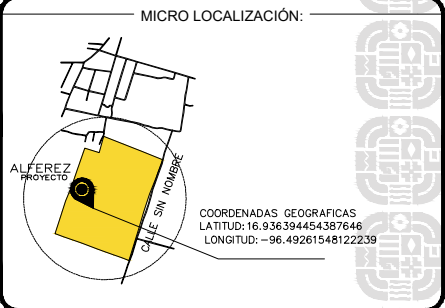 MICRO LOCALIZACIÓN:
ALFEREZ
PROYECTO
CALLE SIN NOMBRE
COORDENADAS GEOGRAFICAS
LATITUD:16.936394454387646
LONGITUD:-96.49261548122239